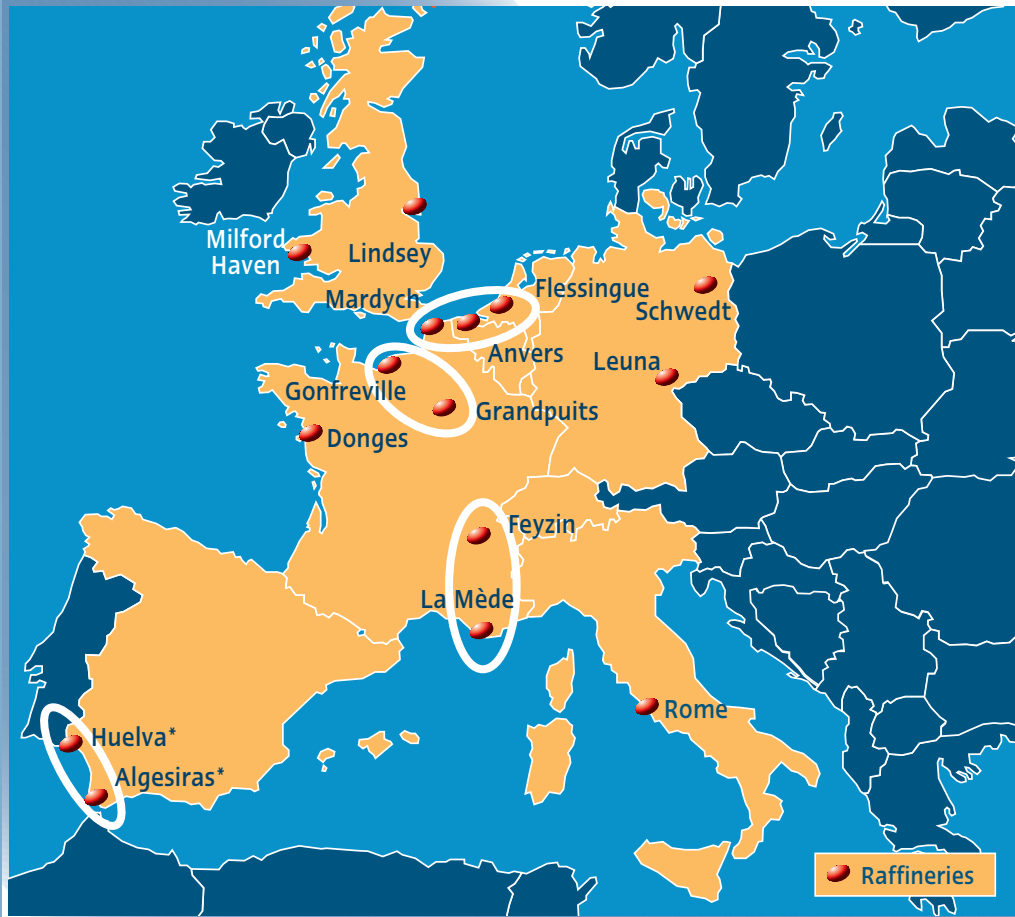 Milford
Haven
Lindsey
Mardych
Flessingue
Schwedt
Anvers
Leuna
Gonfreville
Grandpuits
Donges
Feyzin
La Mède
Rome
Huelva*
Algesiras*
Raffineries